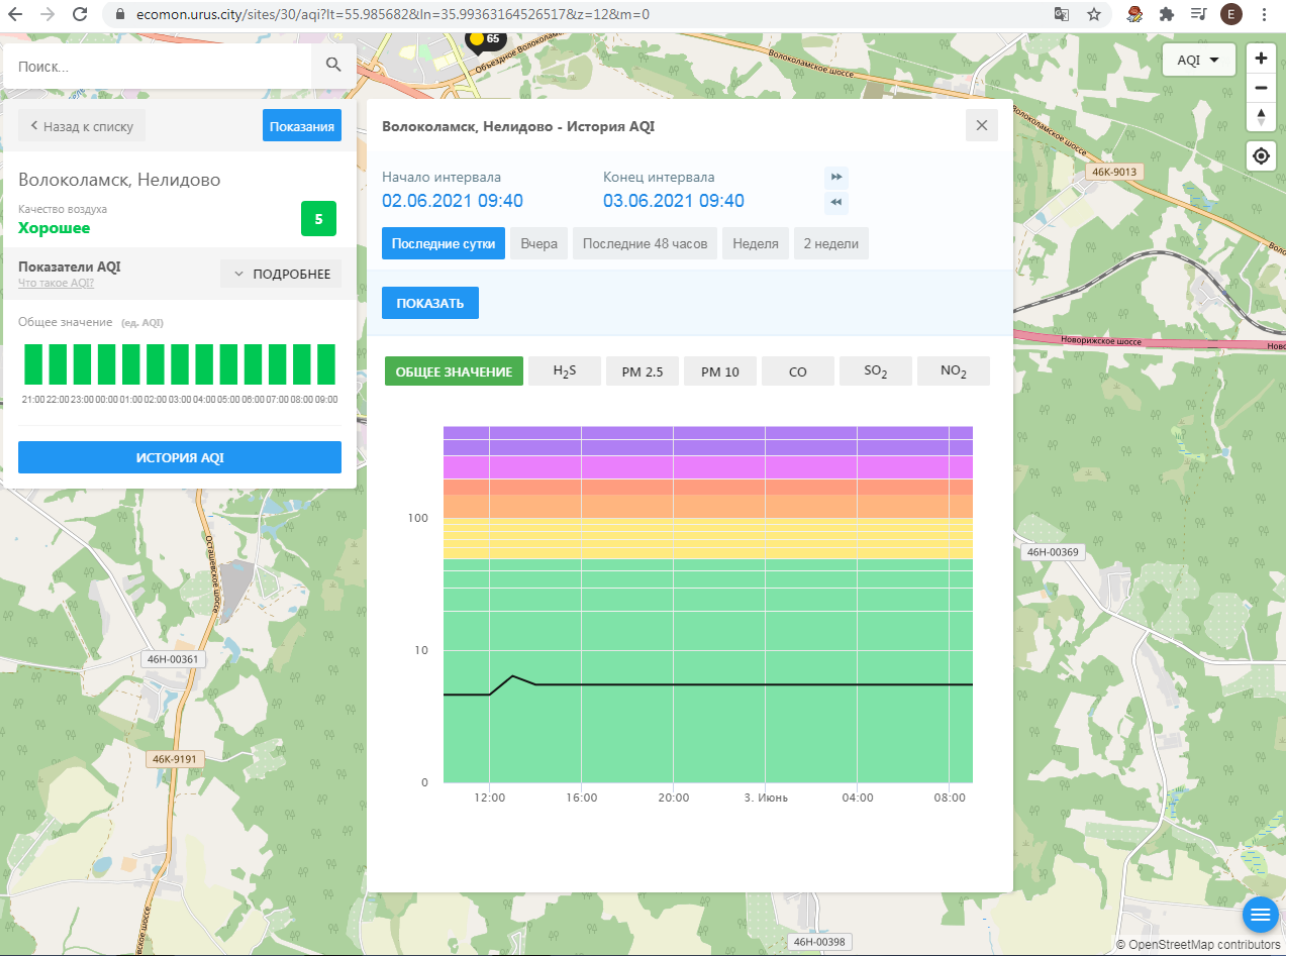 ecomon.urus.city/sites/30/aqi?lt=55.985682&ln=35.99363164526517&z=12&m=0
E
65
Объездное Волоколамск
Волоколамское шоссе
Поиск...
AQI
Назад к списку
Показания
Волоколамск, Нелидово
Качество воздуха
Хорошее
5
Показатели AQI
Что такое AQI?
ПОДРОБНЕЕ
Общее значение (ед. AQI)
21:00 22:00 23:00 00:00 01:00 02:00 03:00 04:00 05:00 06:00 07:00 08:00 09:00
ИСТОРИЯ AQI
Волоколамск, Нелидово - История AQI
Начало интервала
Конец интервала
02.06.2021 09:40
03.06.2021 09:40
Последние сутки
Вчера
Последние 48 часов
Неделя
2 недели
ПОКАЗАТЬ
ОБЩЕЕ ЗНАЧЕНИЕ
H2S
PM 2.5
PM 10
CO
SO2
NO2
100
10
0
12:00
16:00
20:00
3. Июнь
04:00
08:00
Волоколамское шоссе
46К-9013
Новорижское шоссе
46Н-00369
Осташевское шоссе
46Н-00361
46К-9191
46Н-00398
© OpenStreetMap contributors